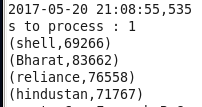 2017-05-20 21:08:55,535
s to process : 1
(shell,69266)
(Bharat,83662)
(reliance,76558)
(hindustan,71767)